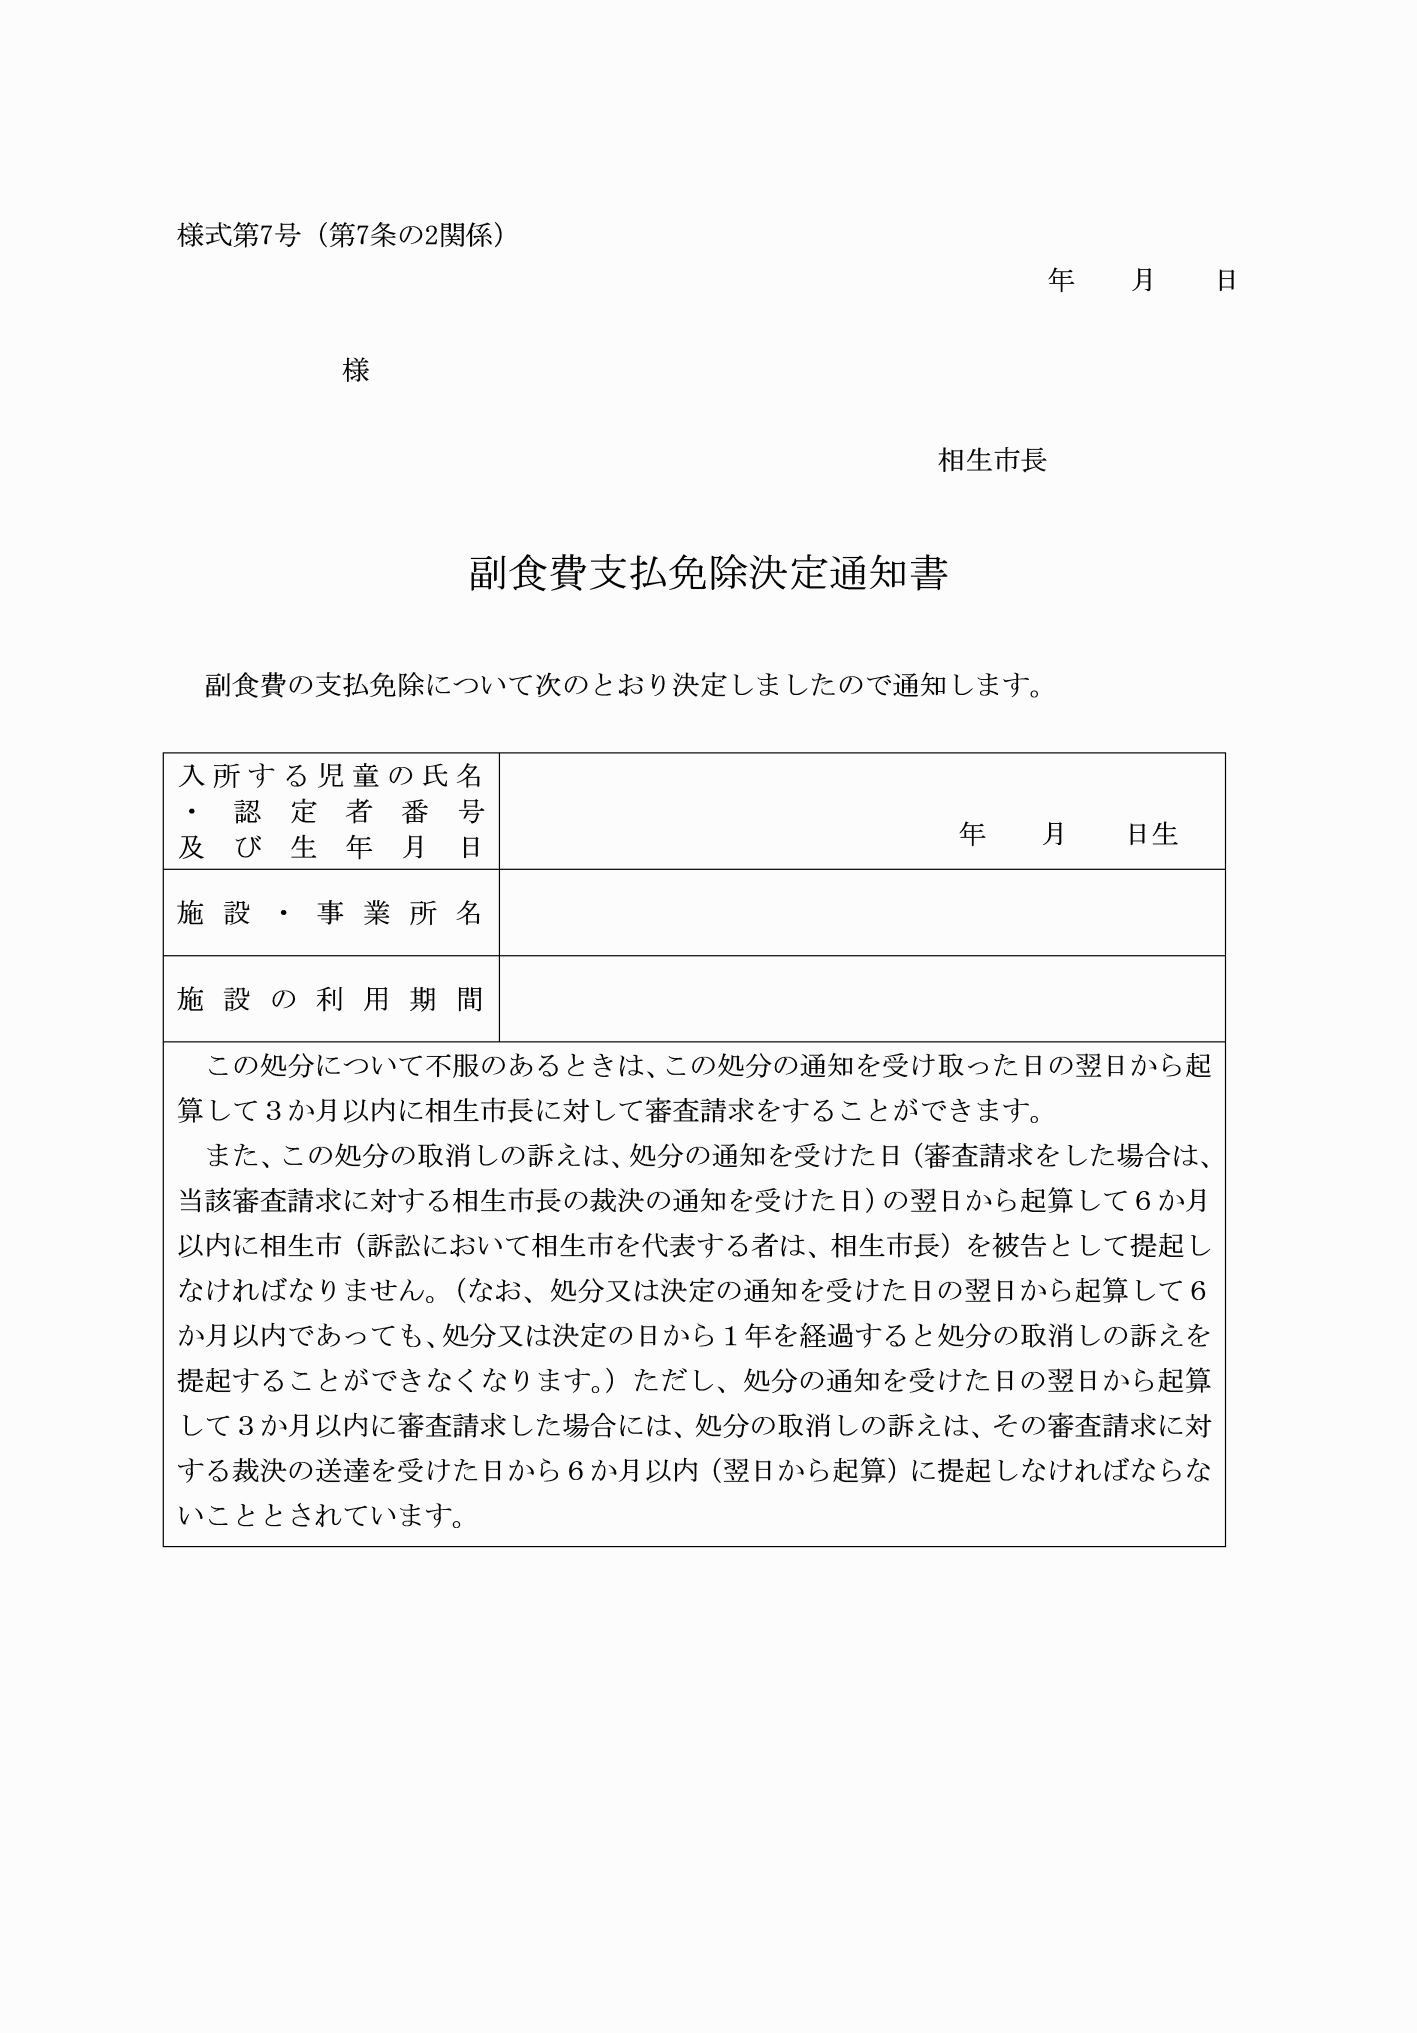 様式第7号（第7条の2関係）
年　　月　　日
様
相生市長
副食費支払免除決定通知書
副食費の支払免除について次のとおり決定しましたので通知します。
入所する児童の氏名
・認定者番号
及び生年月日
年　　月　　日生
施設・事業所名
施設の利用期間
この処分について不服のあるときは、この処分の通知を受け取った日の翌日から起
算して３か月以内に相生市長に対して審査請求をすることができます。
また、この処分の取消しの訴えは、処分の通知を受けた日（審査請求をした場合は、
当該審査請求に対する相生市長の裁決の通知を受けた日）の翌日から起算して６か月
以内に相生市（訴訟において相生市を代表する者は、相生市長）を被告として提起し
なければなりません。（なお、処分又は決定の通知を受けた日の翌日から起算して６
か月以内であっても、処分又は決定の日から１年を経過すると処分の取消しの訴えを
提起することができなくなります。）ただし、処分の通知を受けた日の翌日から起算
して３か月以内に審査請求した場合には、処分の取消しの訴えは、その審査請求に対
する裁決の送達を受けた日から６か月以内（翌日から起算）に提起しなければならな
いこととされています。